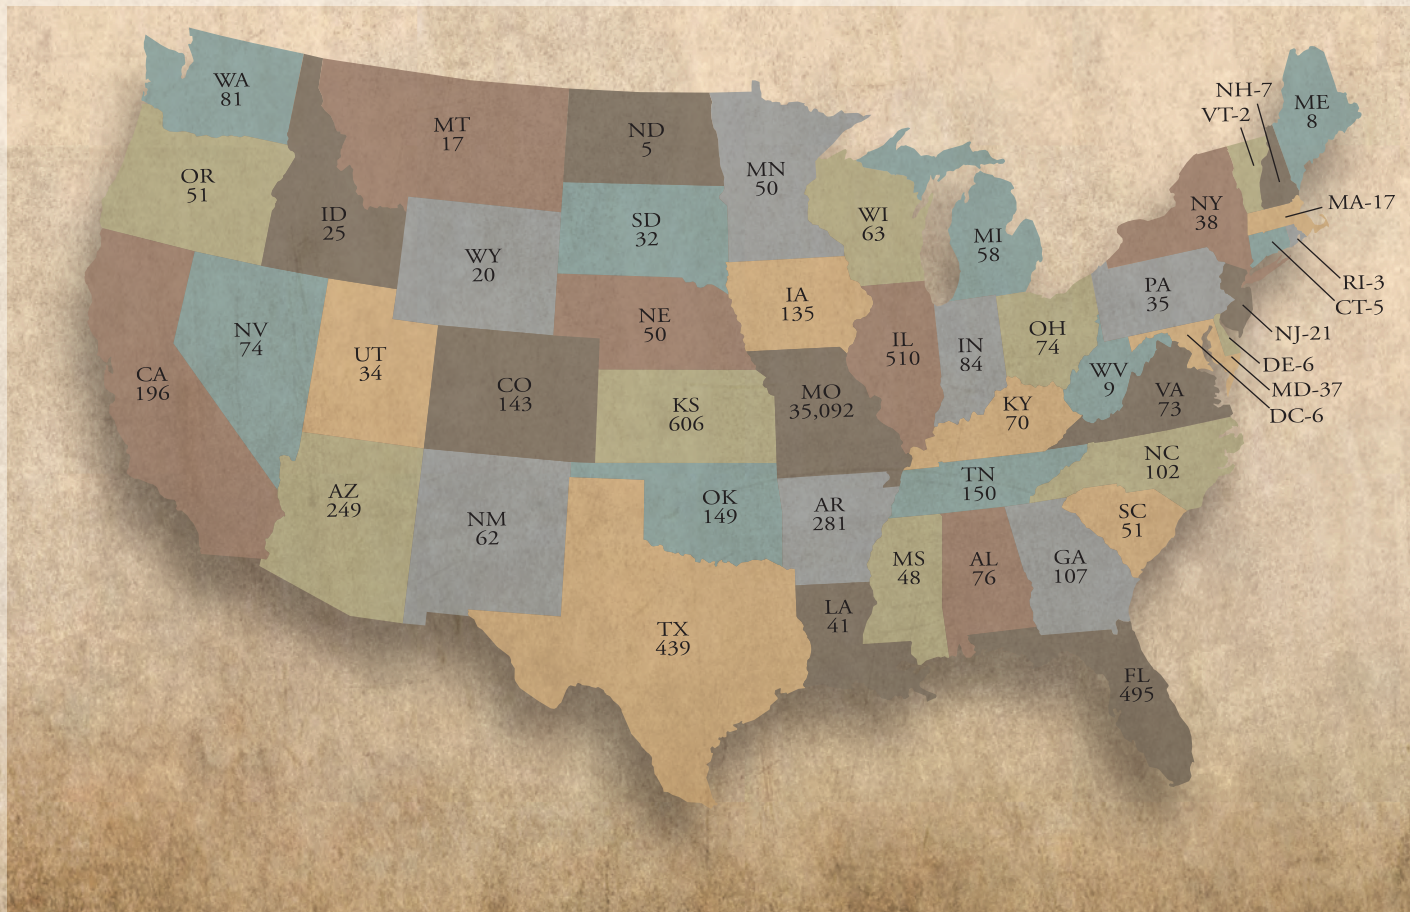 WA
81
OR
51
CA
196
NV
74
ID
25
MT
17
WY
20
UT
34
AZ
249
CO
143
NM
62
ND
5
SD
32
NE
50
KS
606
OK
149
TX
439
MN
50
IA
135
MO
35,092
AR
281
LA
41
WI
63
IL
510
MI
58
IN
84
OH
74
KY
70
TN
150
MS
48
AL
76
GA
107
FL
495
SC
51
NC
102
VA
73
WV
9
PA
35
NY
38
VT-2
NH-7
ME
8
MA-17
RI-3
CT-5
NJ-21
DE-6
MD-37
DC-6